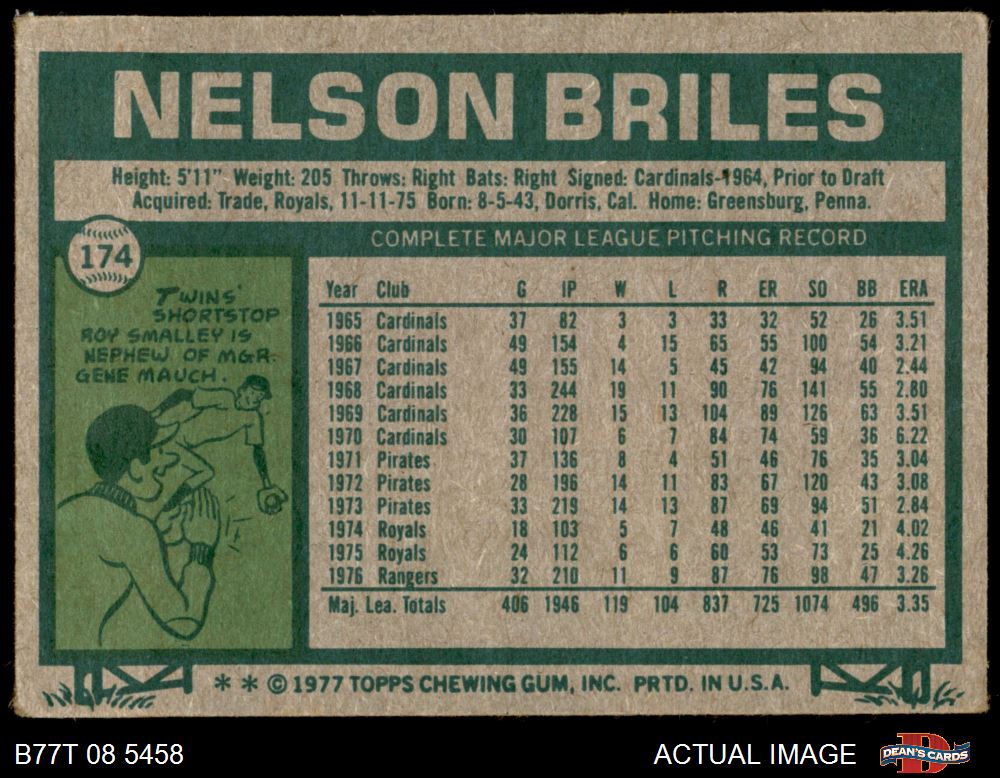 NELSON BRILES
Height: 5'11" Weight: 205 Throws: Right Bats: Right Signed: Cardinals-1964, Prior to Draft
Acquired: Trade, Royals, 11-11-75 Born: 8-5-43, Dorris, Cal. Home: Greensburg, Penna.
174
COMPLETE MAJOR LEAGUE PITCHING RECORD
TWINS'
SHORTSTOP
ROY SMALLEY IS
NEPHEW OF MGR.
GENE MAUCH.
Year Club G IP W L R ER SO BB ERA
1965 Cardinals 37 82 3 3 33 32 52 26 3.51
1966 Cardinals 49 154 4 15 65 55 100 54 3.21
1967 Cardinals 49 155 14 5 45 42 94 40 2.44
1968 Cardinals 33 244 19 11 90 76 141 55 2.80
1969 Cardinals 36 228 15 13 104 89 126 63 3.51
1970 Cardinals 30 107 6 7 84 74 59 36 6.22
1971 Pirates 37 136 8 4 51 46 76 35 3.04
1972 Pirates 28 196 14 11 83 67 120 43 3.08
1973 Pirates 33 219 14 13 87 69 94 51 2.84
1974 Royals 18 103 5 7 48 46 41 21 4.02
1975 Royals 24 112 6 6 60 53 73 25 4.26
1976 Rangers 32 210 11 9 87 76 98 47 3.26
Maj. Lea. Totals 406 1946 119 104 837 725 1074 496 3.35
* * © 1977 TOPPS CHEWING GUM, INC. PRTD. IN U.S.A.
B77T 08 5458
ACTUAL IMAGE
D
DEAN'S CARDS